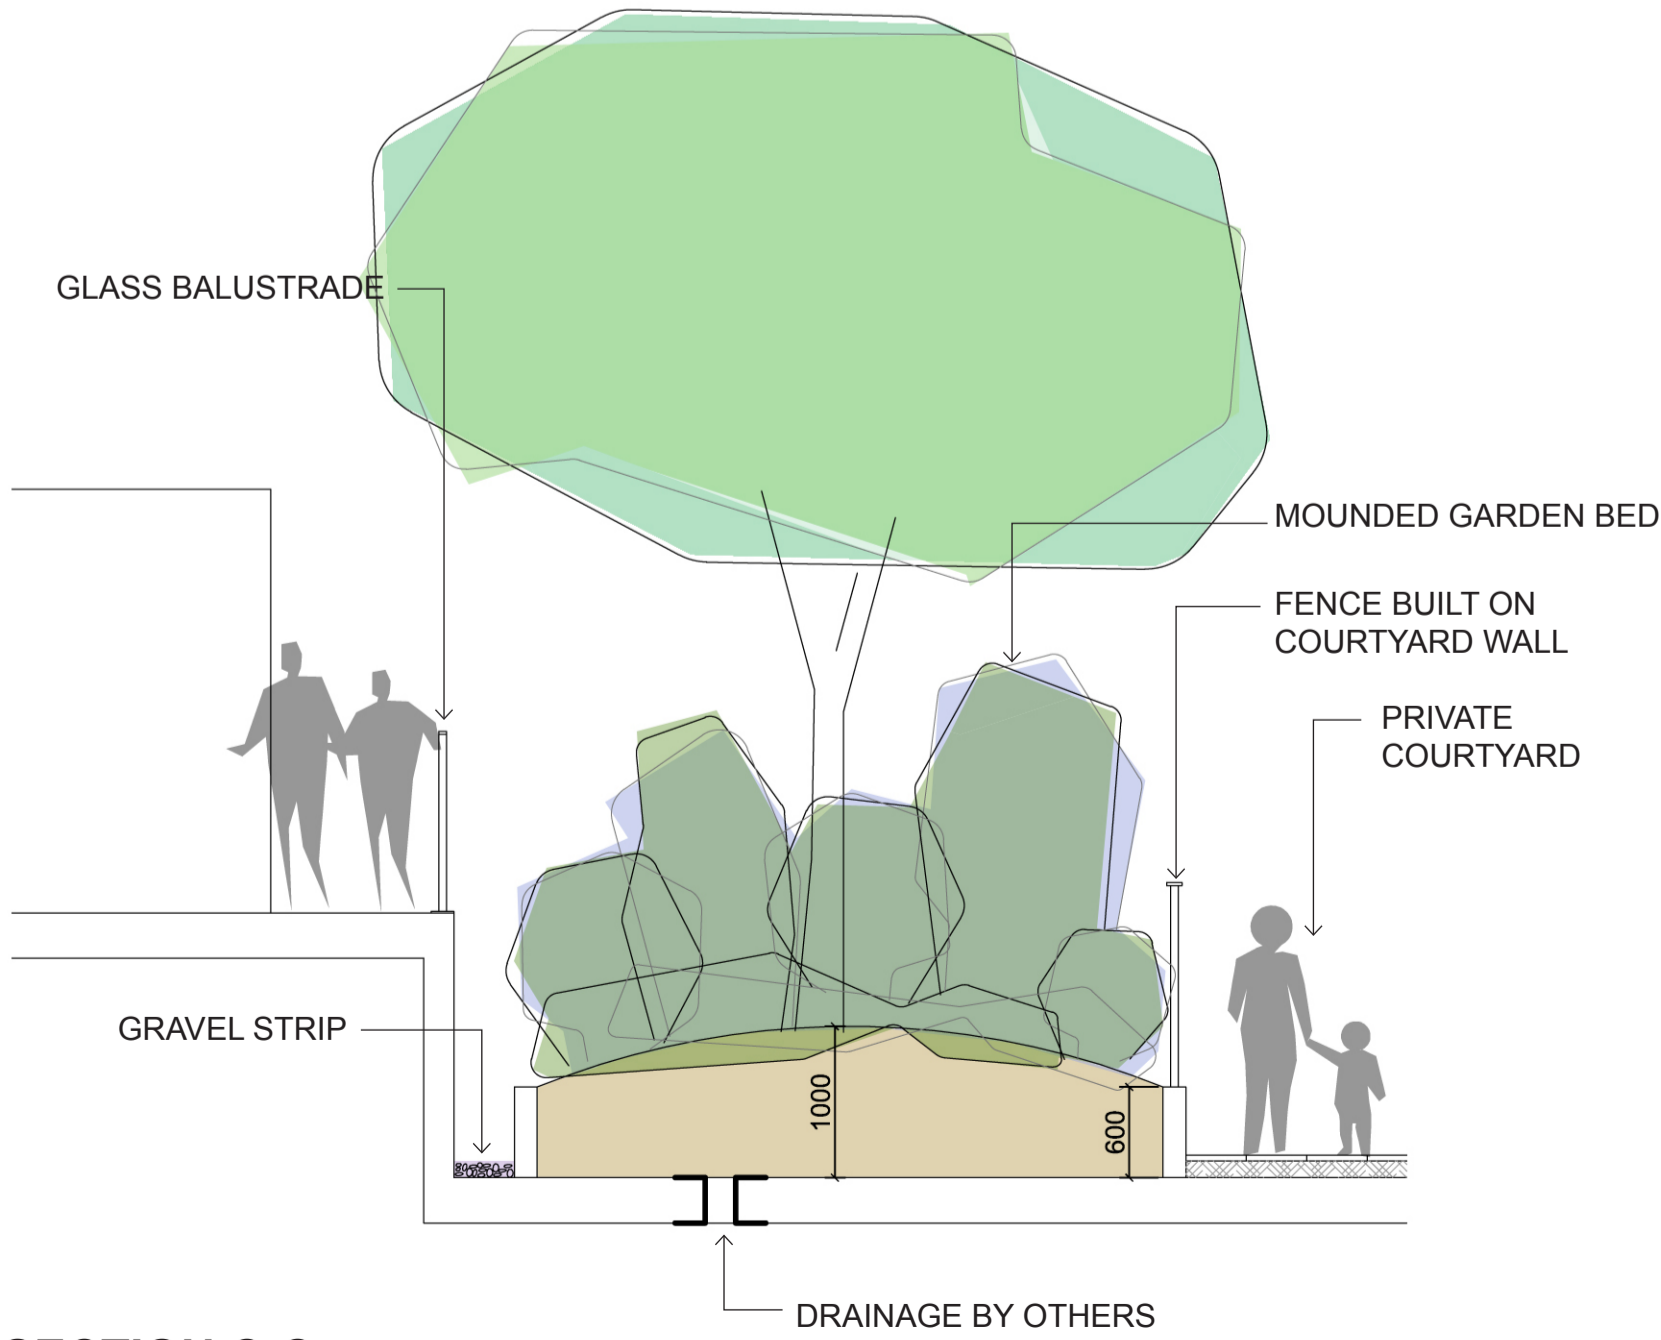 GLASS BALUSTRADE
MOUNDED GARDEN BED
FENCE BUILT ON
COURTYARD WALL
PRIVATE
COURTYARD
GRAVEL STRIP
1000
600
DRAINAGE BY OTHERS